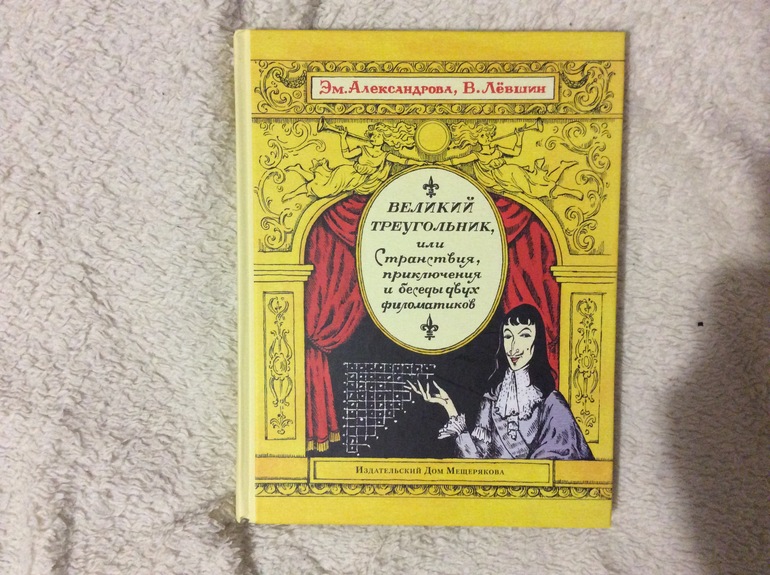 Эм. Александрова, В. Лёвшин
ВЕЛИКИЙ
ТРЕУГОЛЬНИК,
или
Странствия,
приключения
и беседы двух
филоматиков
Издательский Дом Мещерякова